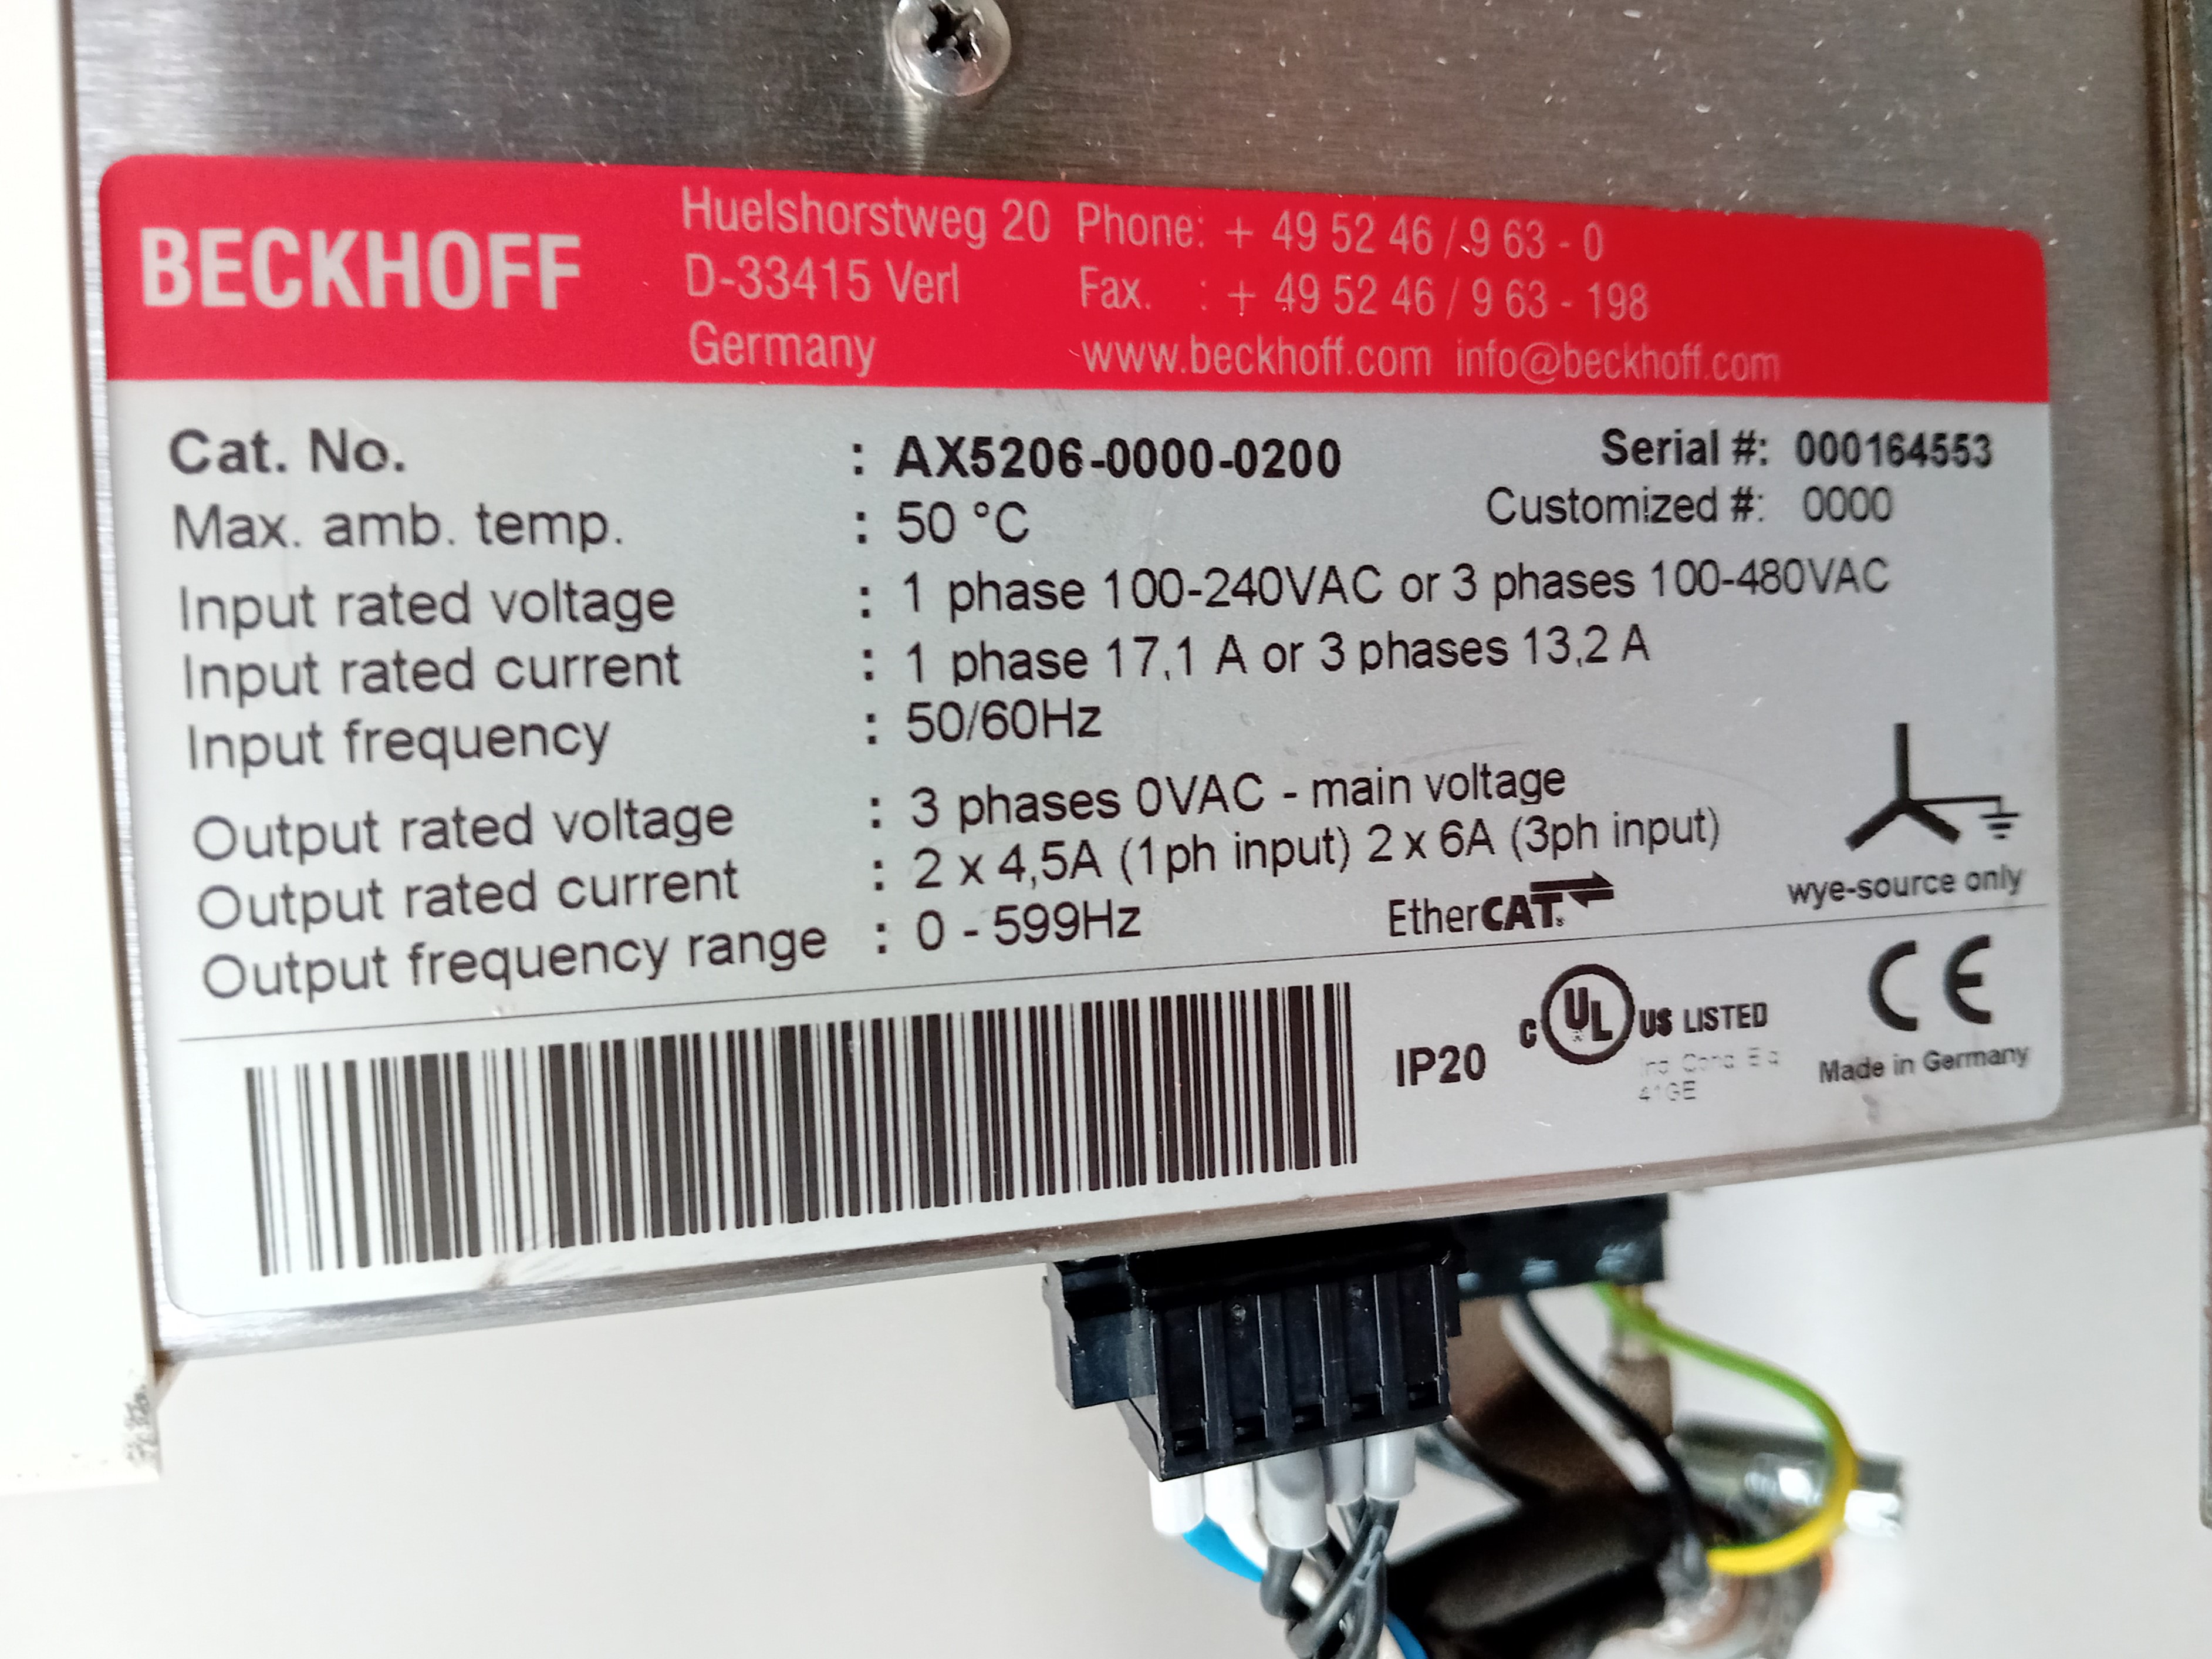 BECKHOFF
Huelshorstweg 20 Phone: + 49 52 46 / 9 63 - 0
D-33415 Verl Fax. : + 49 52 46 / 9 63 - 198
Germany www.beckhoff.com info@beckhoff.com
Cat. No. : AX5206-0000-0200 Serial #: 000164553
Max. amb. temp. : 50 °C Customized #: 0000
Input rated voltage : 1 phase 100-240VAC or 3 phases 100-480VAC
Input rated current : 1 phase 17,1 A or 3 phases 13,2 A
Input frequency : 50/60Hz
Output rated voltage : 3 phases 0VAC - main voltage
Output rated current : 2 x 4,5A (1ph input) 2 x 6A (3ph input)
Output frequency range : 0 - 599Hz
EtherCAT®
wye-source only
IP20
C UL US LISTED
CE
Made in Germany